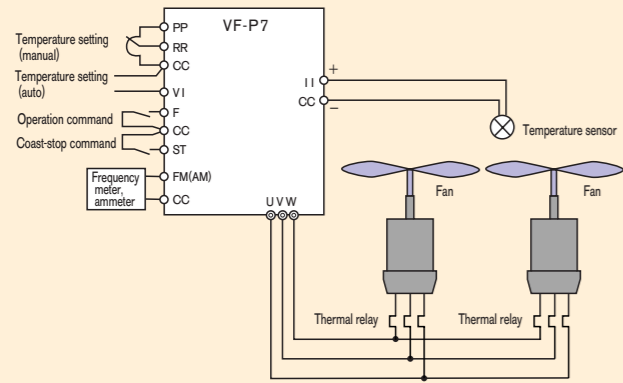 VF-P7
PP
RR
CC
VI
F
CC
ST
FM(AM)
CC
Temperature setting
(manual)
Temperature setting
(auto)
Operation command
Coast-stop command
Frequency
meter,
ammeter
II
CC
+
−
Temperature sensor
U V W
Fan
Fan
Thermal relay
Thermal relay